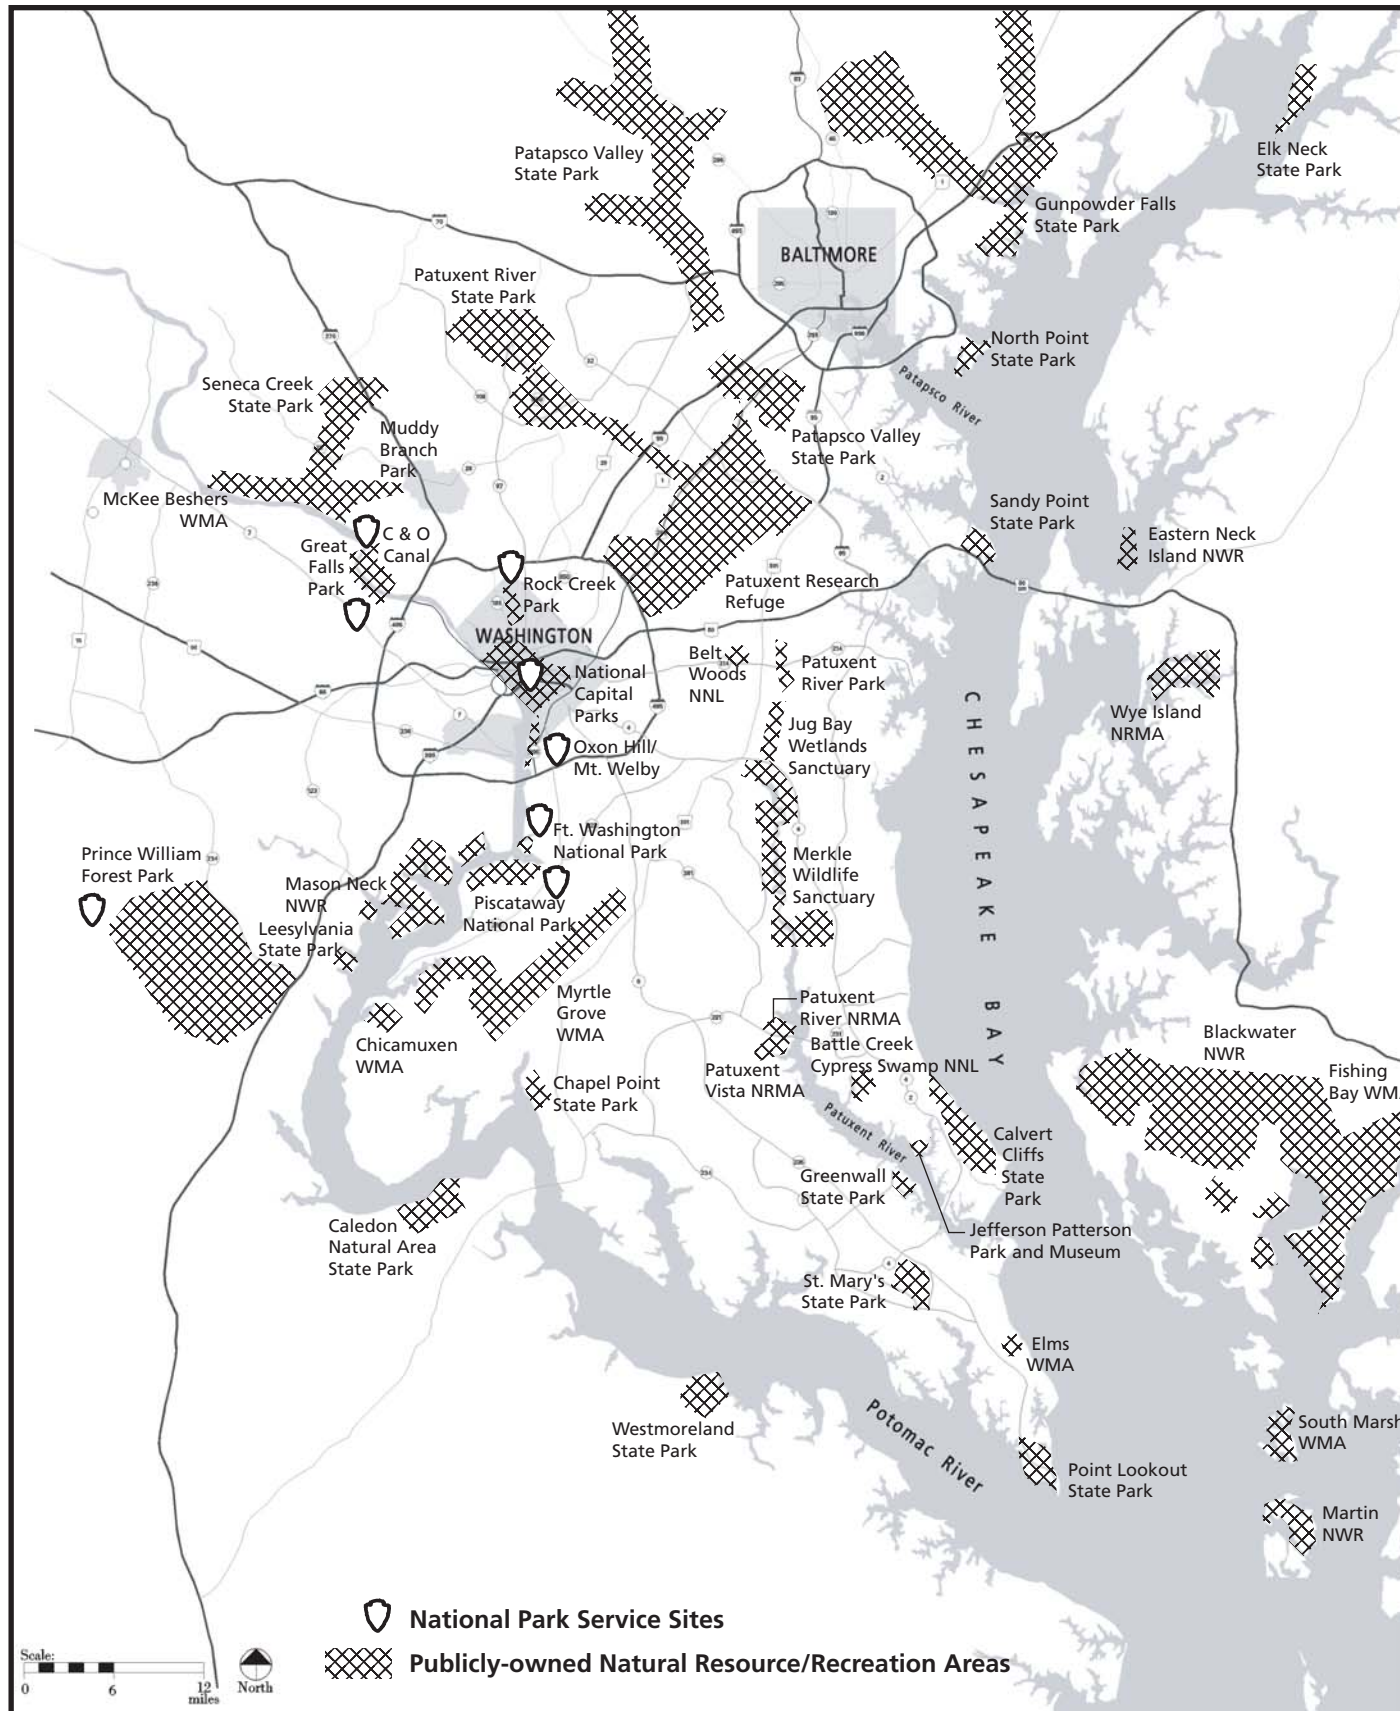 Patapsco Valley
State Park
Elk Neck
State Park
Gunpowder Falls
State Park
BALTIMORE
Patuxent River
State Park
North Point
State Park
Patapsco River
Seneca Creek
State Park
Muddy
Branch
Park
Patapsco Valley
State Park
McKee Beshers
WMA
Sandy Point
State Park
C & O
Canal
Great
Falls
Park
Eastern Neck
Island NWR
Rock Creek
Park
Patuxent Research
Refuge
WASHINGTON
Belt
Woods
NNL
Patuxent
River Park
National
Capital
Parks
Wye Island
NRMA
Jug Bay
Wetlands
Sanctuary
Oxon Hill/
Mt. Welby
CHESAPEAKE BAY
Ft. Washington
National Park
Prince William
Forest Park
Mason Neck
NWR
Merkle
Wildlife
Sanctuary
Piscataway
National Park
Leesylvania
State Park
Myrtle
Grove
WMA
Patuxent
River NRMA
Chicamuxen
WMA
Battle Creek
Cypress Swamp NNL
Blackwater
NWR
Patuxent
Vista NRMA
Fishing
Bay WM
Chapel Point
State Park
Patuxent River
Calvert
Cliffs
State
Park
Greenwall
State Park
Caledon
Natural Area
State Park
Jefferson Patterson
Park and Museum
St. Mary's
State Park
Elms
WMA
Westmoreland
State Park
Potomac River
South Marsh
WMA
Point Lookout
State Park
Martin
NWR
National Park Service Sites
Publicly-owned Natural Resource/Recreation Areas
Scale:
0 6 12
miles
North